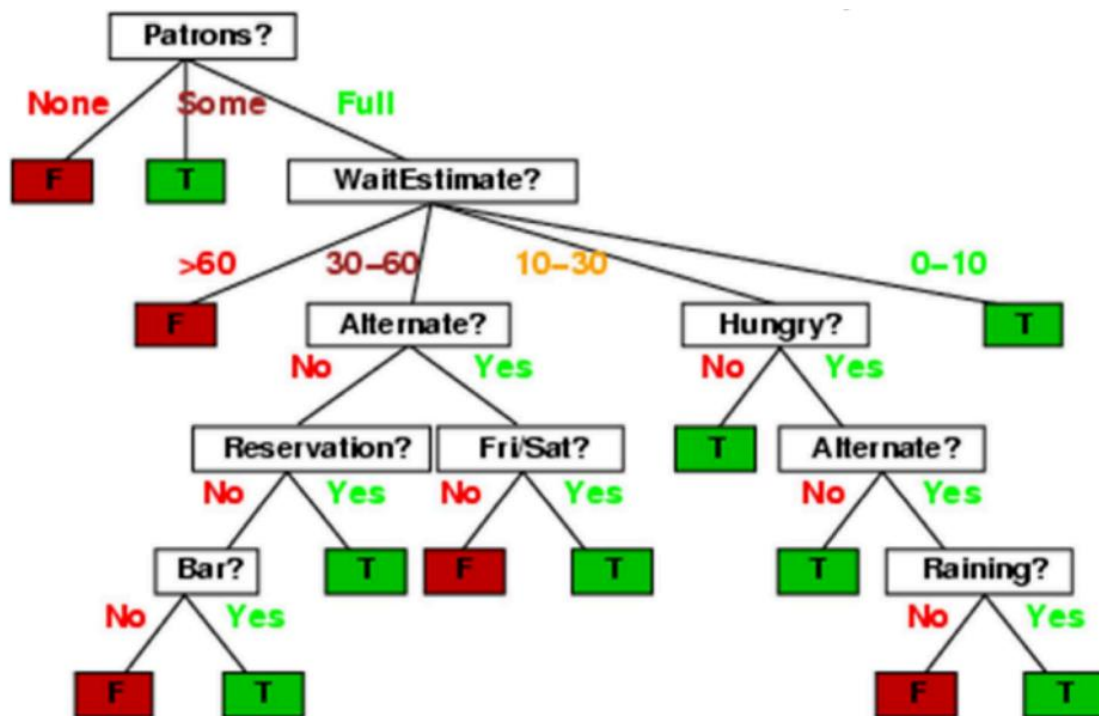 Patrons?
None Some Full
F T WaitEstimate?
>60 30–60 10–30 0–10
F Alternate? Hungry? T
No Yes No Yes
Reservation? Fri/Sat? T Alternate?
No Yes No Yes No Yes
Bar? T F T T Raining?
No Yes No Yes
F T F T